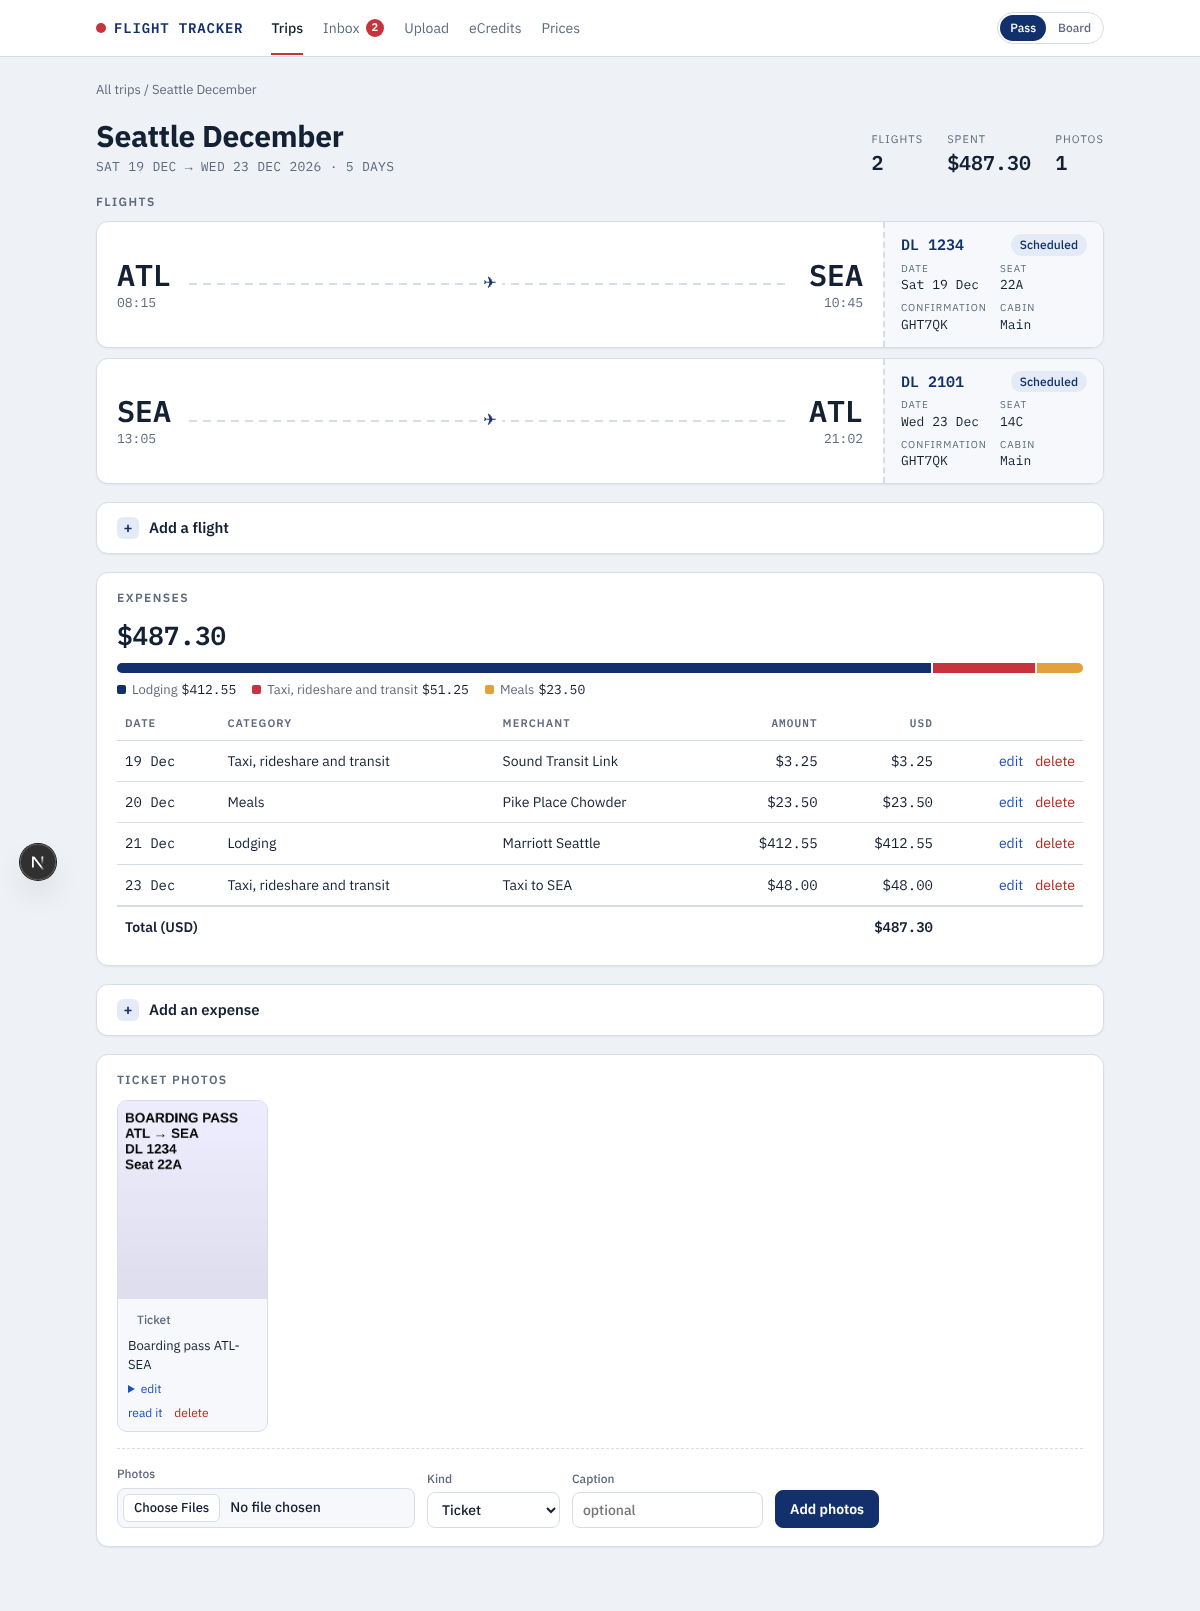 FLIGHT TRACKER Trips Inbox 2 Upload eCredits Prices Pass Board
All trips / Seattle December
Seattle December
SAT 19 DEC → WED 23 DEC 2026 · 5 DAYS
FLIGHTS SPENT PHOTOS
2 $487.30 1
FLIGHTS
ATL ✈ SEA
08:15 10:45
DL 1234 Scheduled
DATE SEAT
Sat 19 Dec 22A
CONFIRMATION CABIN
GHT7QK Main
SEA ✈ ATL
13:05 21:02
DL 2101 Scheduled
DATE SEAT
Wed 23 Dec 14C
CONFIRMATION CABIN
GHT7QK Main
+ Add a flight
EXPENSES
$487.30
Lodging $412.55 Taxi, rideshare and transit $51.25 Meals $23.50
DATE CATEGORY MERCHANT AMOUNT USD
19 Dec Taxi, rideshare and transit Sound Transit Link $3.25 $3.25 edit delete
20 Dec Meals Pike Place Chowder $23.50 $23.50 edit delete
21 Dec Lodging Marriott Seattle $412.55 $412.55 edit delete
N
23 Dec Taxi, rideshare and transit Taxi to SEA $48.00 $48.00 edit delete
Total (USD) $487.30
+ Add an expense
TICKET PHOTOS
BOARDING PASS
ATL → SEA
DL 1234
Seat 22A
Ticket
Boarding pass ATL-
SEA
▶ edit
read it delete
Photos Kind Caption
Choose Files No file chosen Ticket optional Add photos